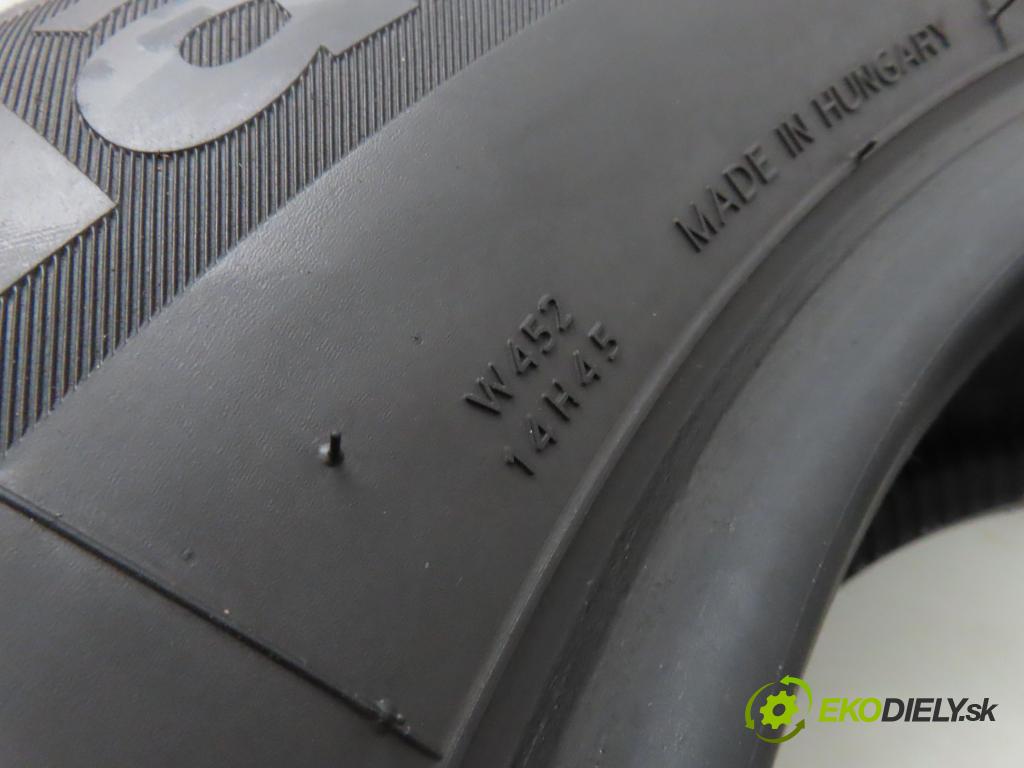 MADE IN HUNGARY
W452
14H45
EKODIELY.sk